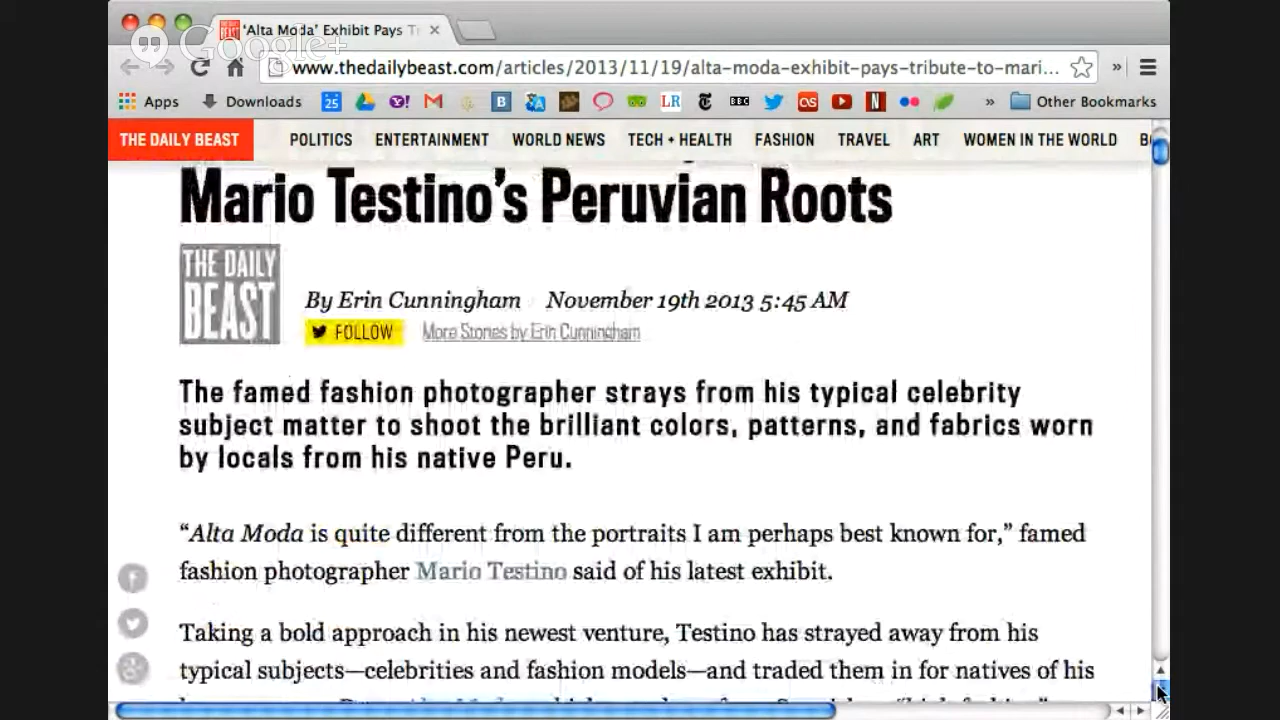 'Alta Moda' Exhibit Pays
Google+
www.thedailybeast.com/articles/2013/11/19/alta-moda-exhibit-pays-tribute-to-mari...
Apps Downloads 25 Y! B LR BBC N Other Bookmarks
THE DAILY BEAST POLITICS ENTERTAINMENT WORLD NEWS TECH + HEALTH FASHION TRAVEL ART WOMEN IN THE WORLD
Mario Testino's Peruvian Roots
THE DAILY
BEAST
By Erin Cunningham November 19th 2013 5:45 AM
FOLLOW More Stories by Erin Cunningham
The famed fashion photographer strays from his typical celebrity
subject matter to shoot the brilliant colors, patterns, and fabrics worn
by locals from his native Peru.
“Alta Moda is quite different from the portraits I am perhaps best known for,” famed
fashion photographer Mario Testino said of his latest exhibit.
Taking a bold approach in his newest venture, Testino has strayed away from his
typical subjects—celebrities and fashion models—and traded them in for natives of his